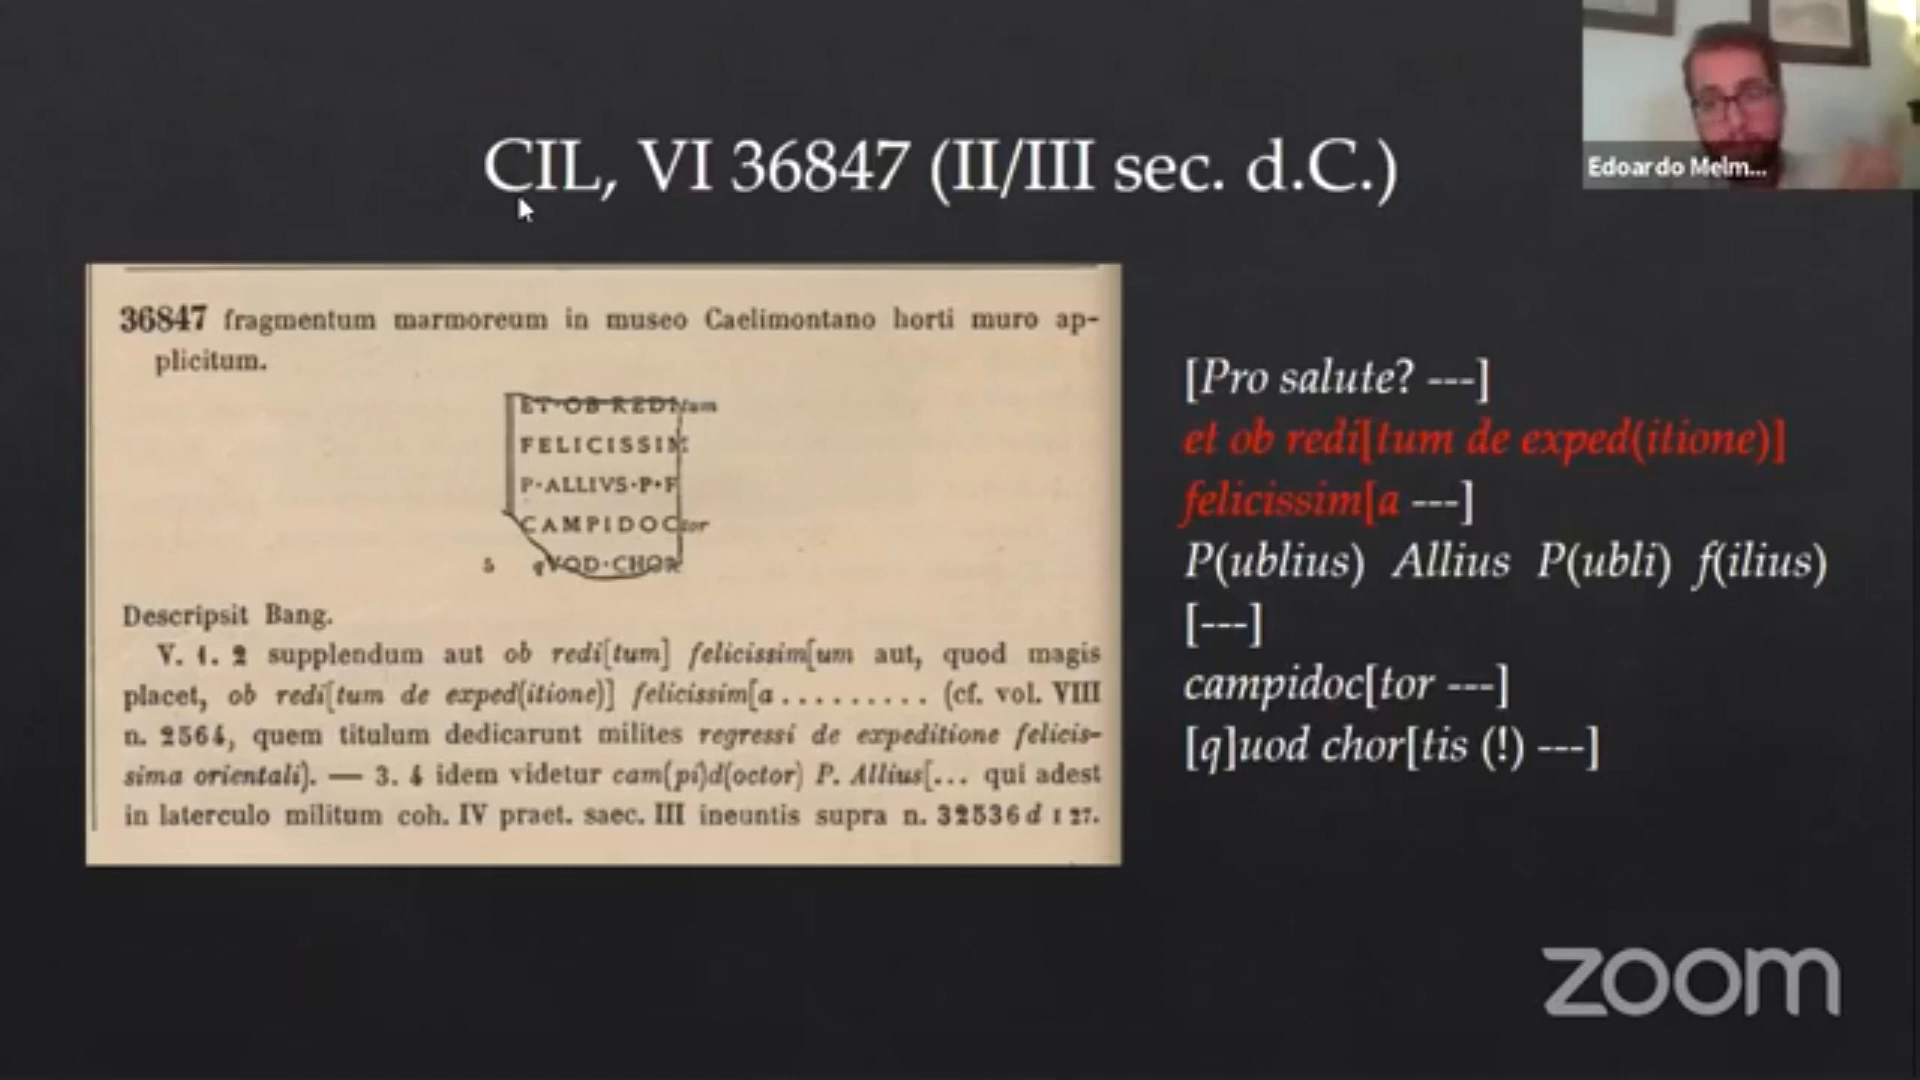 CIL, VI 36847 (II/III sec. d.C.)
Edoardo Melm...
36847 fragmentum marmoreum in museo Caelimontano horti muro ap-
plicitum.
ET·OB REDItum
FELICISSIM
P·ALLIVS·P·F
CAMPIDOCtor
5 qVOD·CHOR
Descripsit Bang.
V. 1. 2 supplendum aut ob redi[tum] felicissim[um aut, quod magis
placet, ob redi[tum de exped(itione)] felicissim[a . . . . . . . . . (cf. vol. VIII
n. 2564, quem titulum dedicarunt milites regressi de expeditione felicis-
sima orientali). — 3. 4 idem videtur cam(pi)d(octor) P. Allius[... qui adest
in laterculo militum coh. IV praet. saec. III ineuntis supra n. 32536 d I 27.
[Pro salute? ---]
et ob redi[tum de exped(itione)]
felicissim[a ---]
P(ublius) Allius P(ubli) f(ilius)
[---]
campidoc[tor ---]
[q]uod chor[tis (!) ---]
zoom